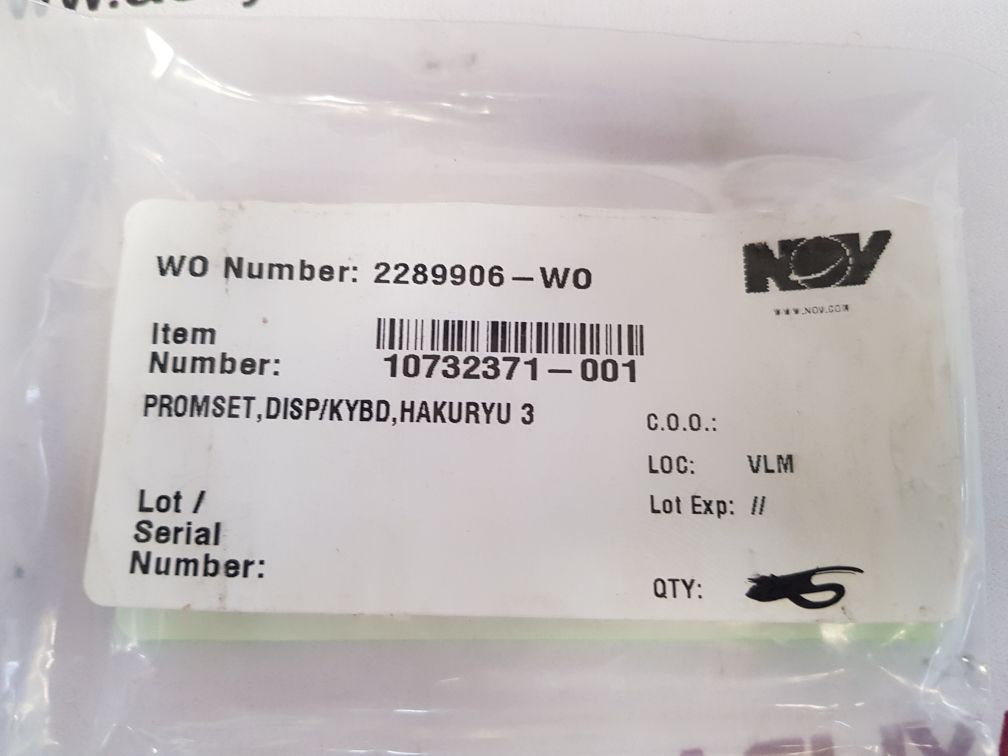 WO Number: 2289906-WO
NOV
WWW.NOV.COM
Item
Number:
10732371-001
PROMSET,DISP/KYBD,HAKURYU 3
C.O.O.:
LOC: VLM
Lot Exp: //
Lot /
Serial
Number:
QTY: 5